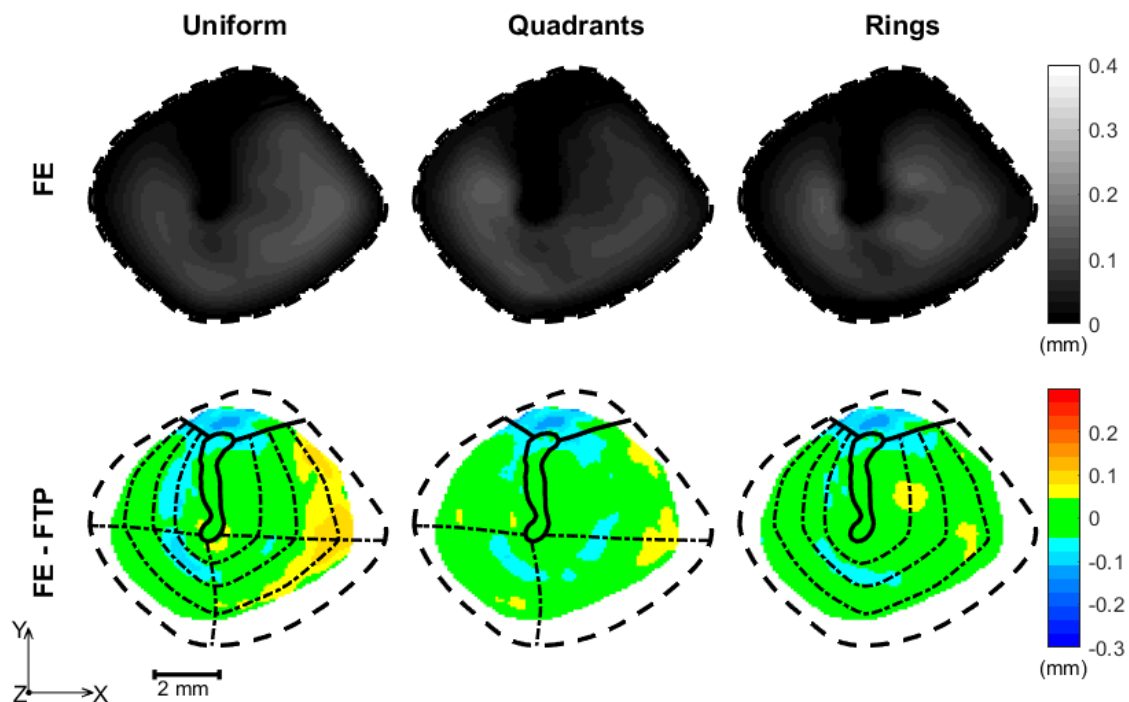 Uniform Quadrants Rings
FE
0.4
0.3
0.2
0.1
0
(mm)
FE - FTP
0.2
0.1
0
-0.1
-0.2
-0.3
(mm)
Y
Z X
2 mm